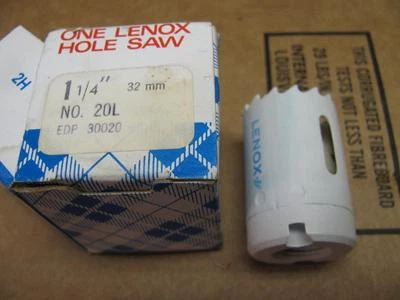 ONE LENOX
HOLE SAW
1 1/4" 32 mm
NO. 20L
EDP 30020
2H
LENOX
THIS CORRUGATED FIBREBOARD
TESTS NOT LESS THAN